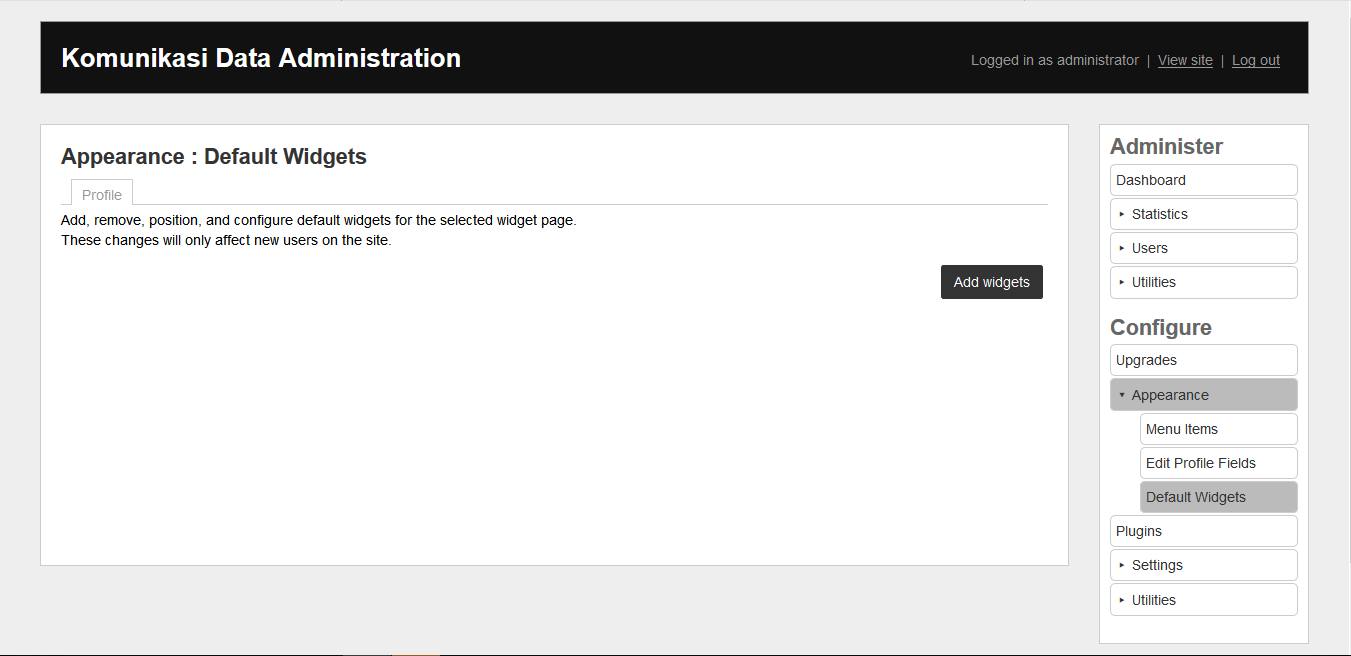 Komunikasi Data Administration
Logged in as administrator | View site | Log out
Appearance : Default Widgets
Profile
Add, remove, position, and configure default widgets for the selected widget page.
These changes will only affect new users on the site.
Add widgets
Administer
Dashboard
Statistics
Users
Utilities
Configure
Upgrades
Appearance
Menu Items
Edit Profile Fields
Default Widgets
Plugins
Settings
Utilities